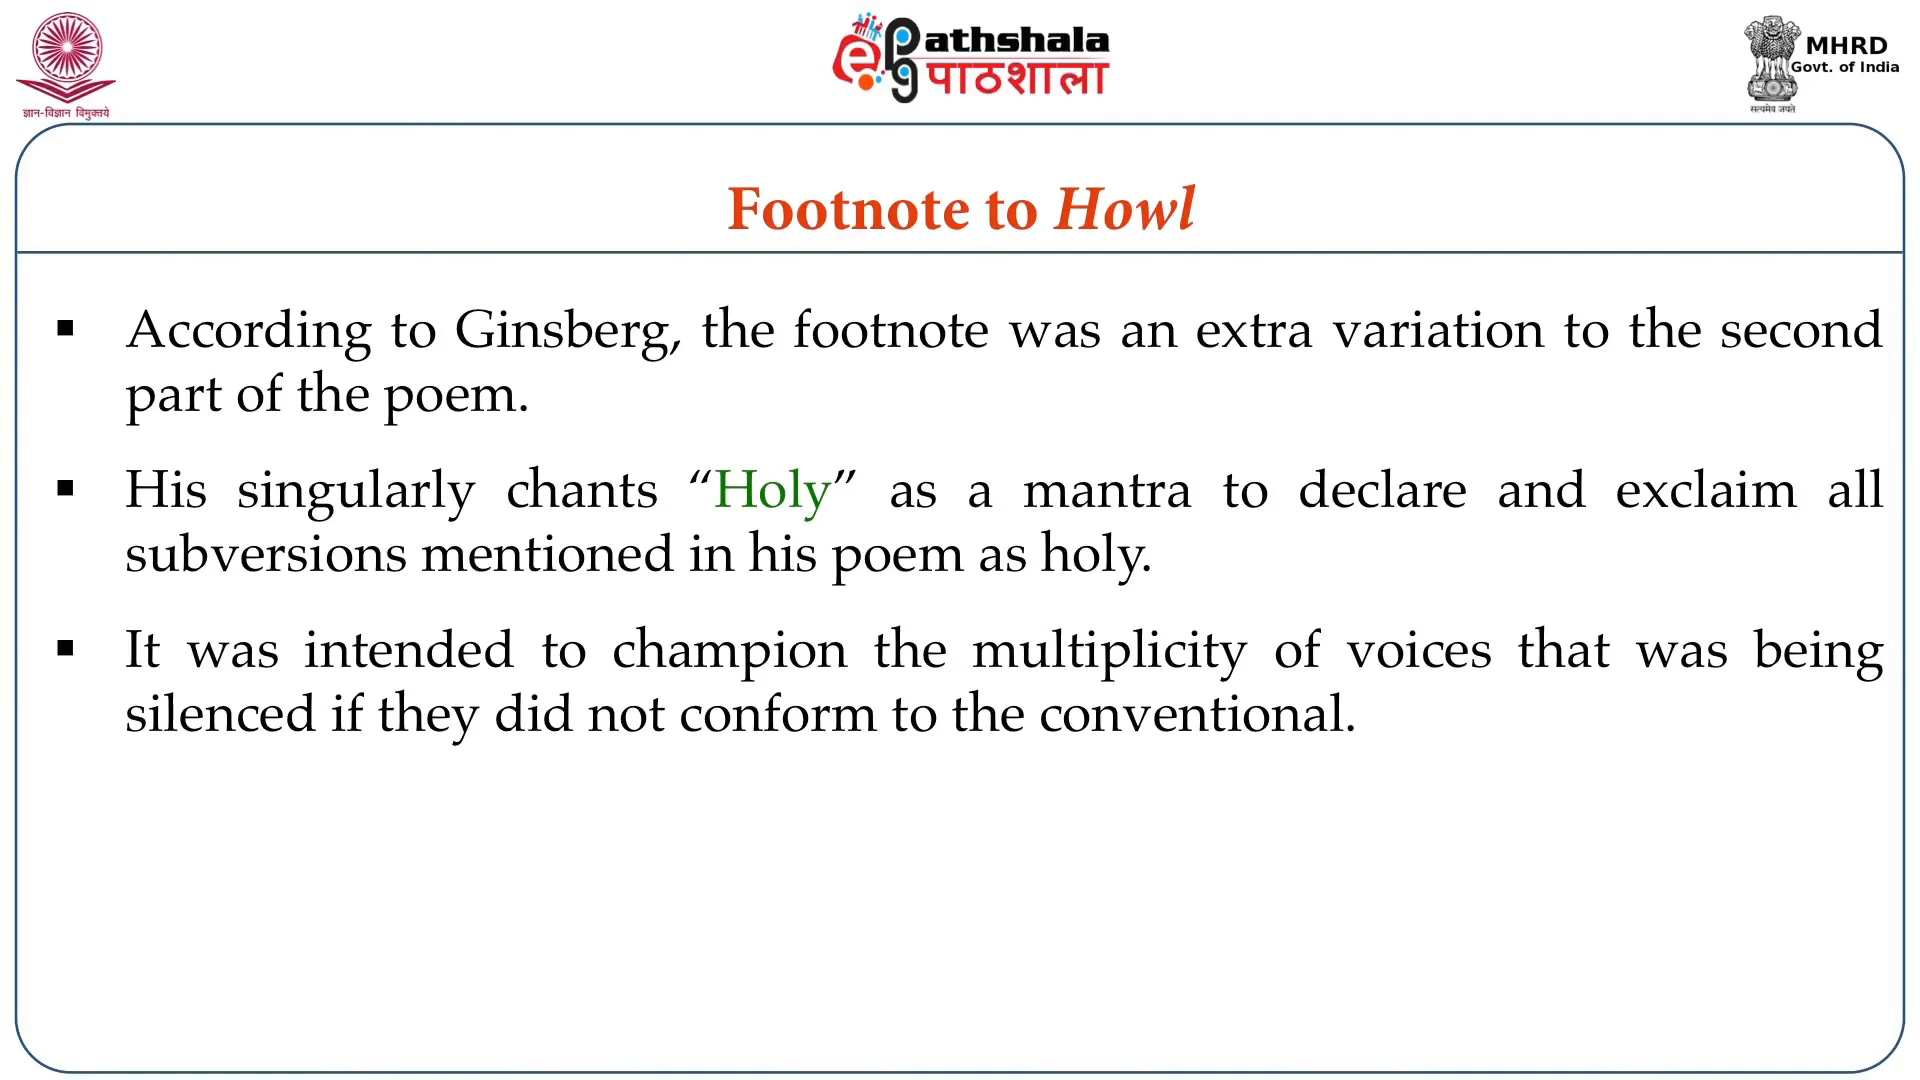 ज्ञान-विज्ञान विमुक्तये
e Pg athshala
पाठशाला
MHRD
Govt. of India
सत्यमेव जयते
Footnote to Howl
▪ According to Ginsberg, the footnote was an extra variation to the second
part of the poem.
▪ His singularly chants “Holy” as a mantra to declare and exclaim all
subversions mentioned in his poem as holy.
▪ It was intended to champion the multiplicity of voices that was being
silenced if they did not conform to the conventional.